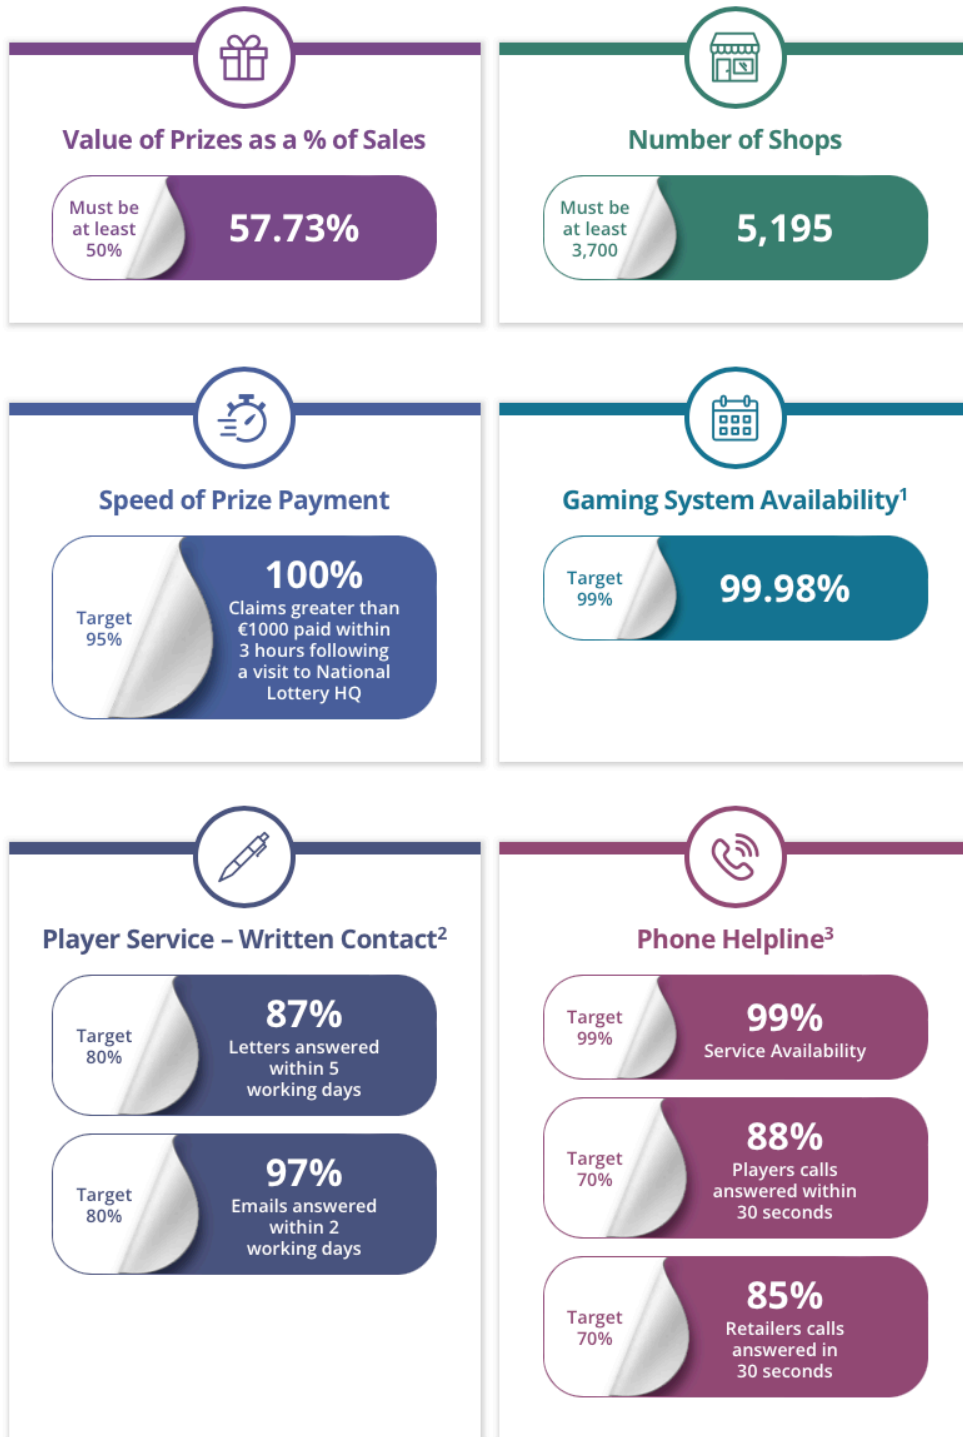 Value of Prizes as a % of Sales
Must be
at least
50%
57.73%
Number of Shops
Must be
at least
3,700
5,195
Speed of Prize Payment
Target
95%
100%
Claims greater than
€1000 paid within
3 hours following
a visit to National
Lottery HQ
Gaming System Availability1
Target
99%
99.98%
Player Service – Written Contact2
Target
80%
87%
Letters answered
within 5
working days
Target
80%
97%
Emails answered
within 2
working days
Phone Helpline3
Target
99%
99%
Service Availability
Target
70%
88%
Players calls
answered within
30 seconds
Target
70%
85%
Retailers calls
answered in
30 seconds